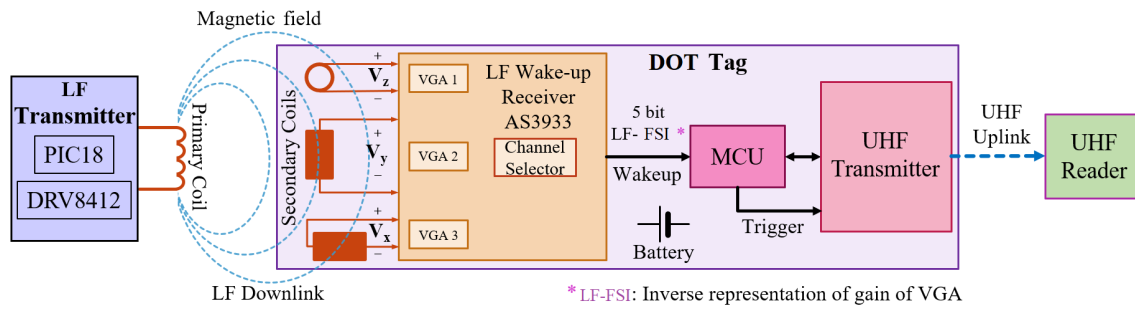 Magnetic field
LF
Transmitter
PIC18
DRV8412
Primary Coil
LF Downlink
Secondary Coils
+
Vz
−
+
Vy
−
+
Vx
−
VGA 1
VGA 2
VGA 3
LF Wake-up
Receiver
AS3933
Channel
Selector
DOT Tag
5 bit
LF- FSI *
Wakeup
MCU
Battery
Trigger
UHF
Transmitter
UHF
Uplink
UHF
Reader
*LF-FSI: Inverse representation of gain of VGA